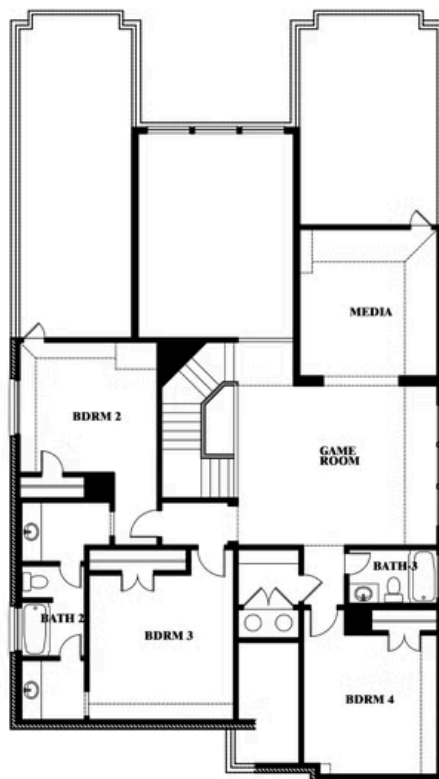 MEDIA
BDRM 2
GAME
ROOM
BATH-3
BATH 2
BDRM 3
BDRM 4